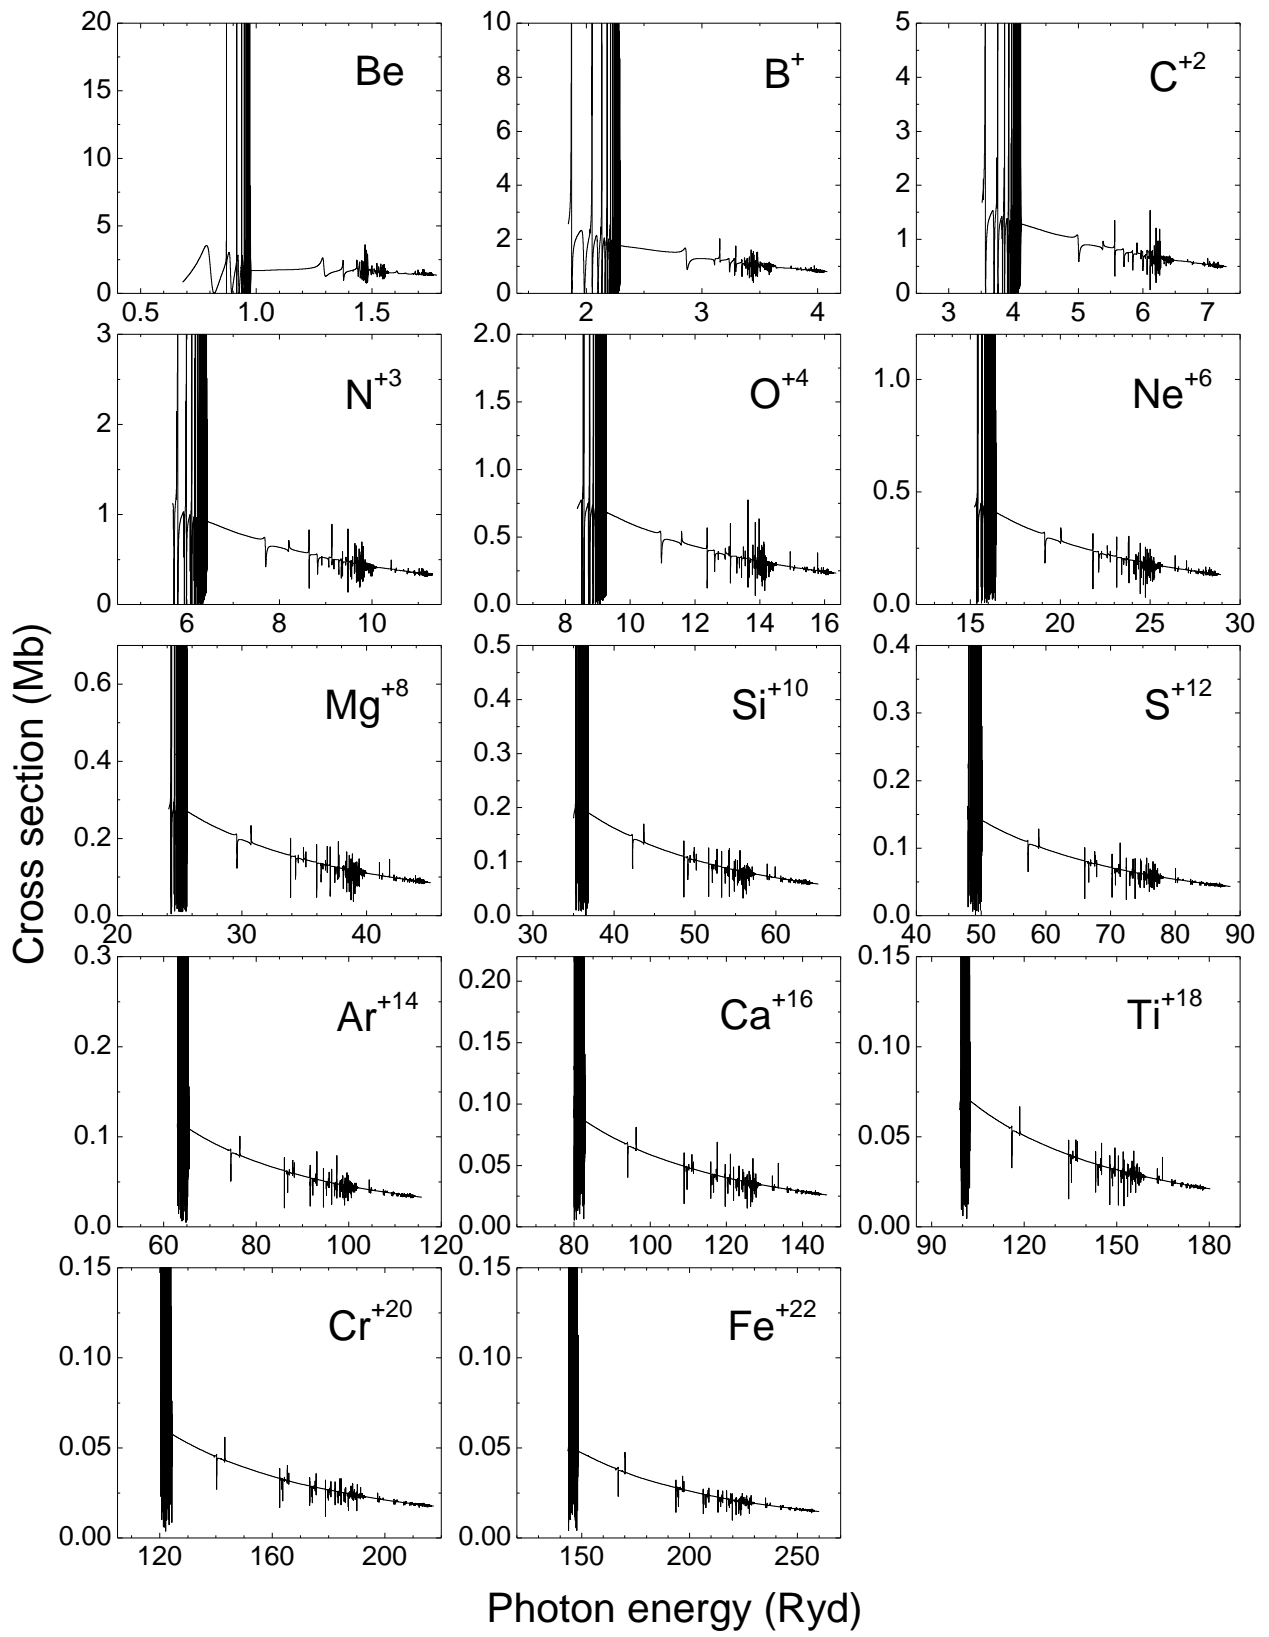 Be
20
15
10
5
0
0.5 1.0 1.5
B+
10
8
6
4
2
0
2 3 4
C+2
5
4
3
2
1
0
3 4 5 6 7
N+3
3
2
1
0
6 8 10
O+4
2.0
1.5
1.0
0.5
0.0
8 10 12 14 16
Ne+6
1.0
0.5
0.0
15 20 25 30
Mg+8
0.6
0.4
0.2
0.0
20 30 40
Si+10
0.5
0.4
0.3
0.2
0.1
0.0
30 40 50 60
S+12
0.4
0.3
0.2
0.1
0.0
40 50 60 70 80 90
Ar+14
0.3
0.2
0.1
0.0
60 80 100 120
Ca+16
0.20
0.15
0.10
0.05
0.00
80 100 120 140
Ti+18
0.15
0.10
0.05
0.00
90 120 150 180
Cr+20
0.15
0.10
0.05
0.00
120 160 200
Fe+22
0.15
0.10
0.05
0.00
150 200 250
Cross section (Mb)
Photon energy (Ryd)